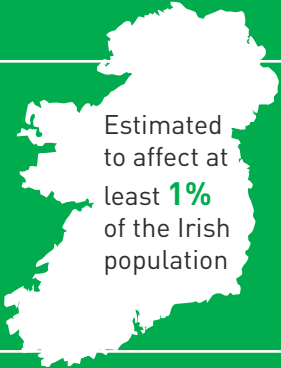 Estimated
to affect at
least 1%
of the Irish
population